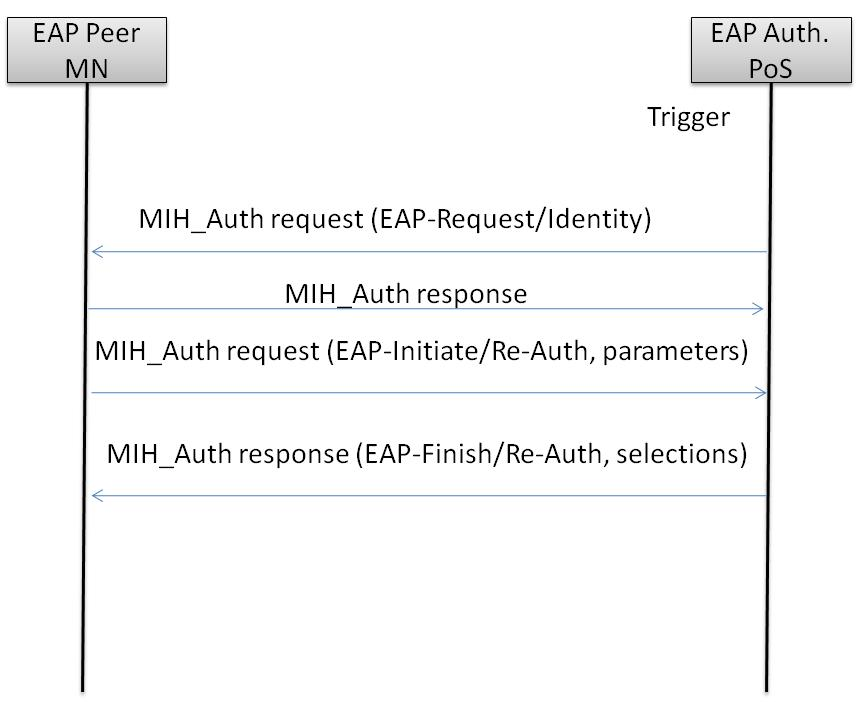 EAP Peer
MN
EAP Auth.
PoS
Trigger
MIH_Auth request (EAP-Request/Identity)
MIH_Auth response
MIH_Auth request (EAP-Initiate/Re-Auth, parameters)
MIH_Auth response (EAP-Finish/Re-Auth, selections)